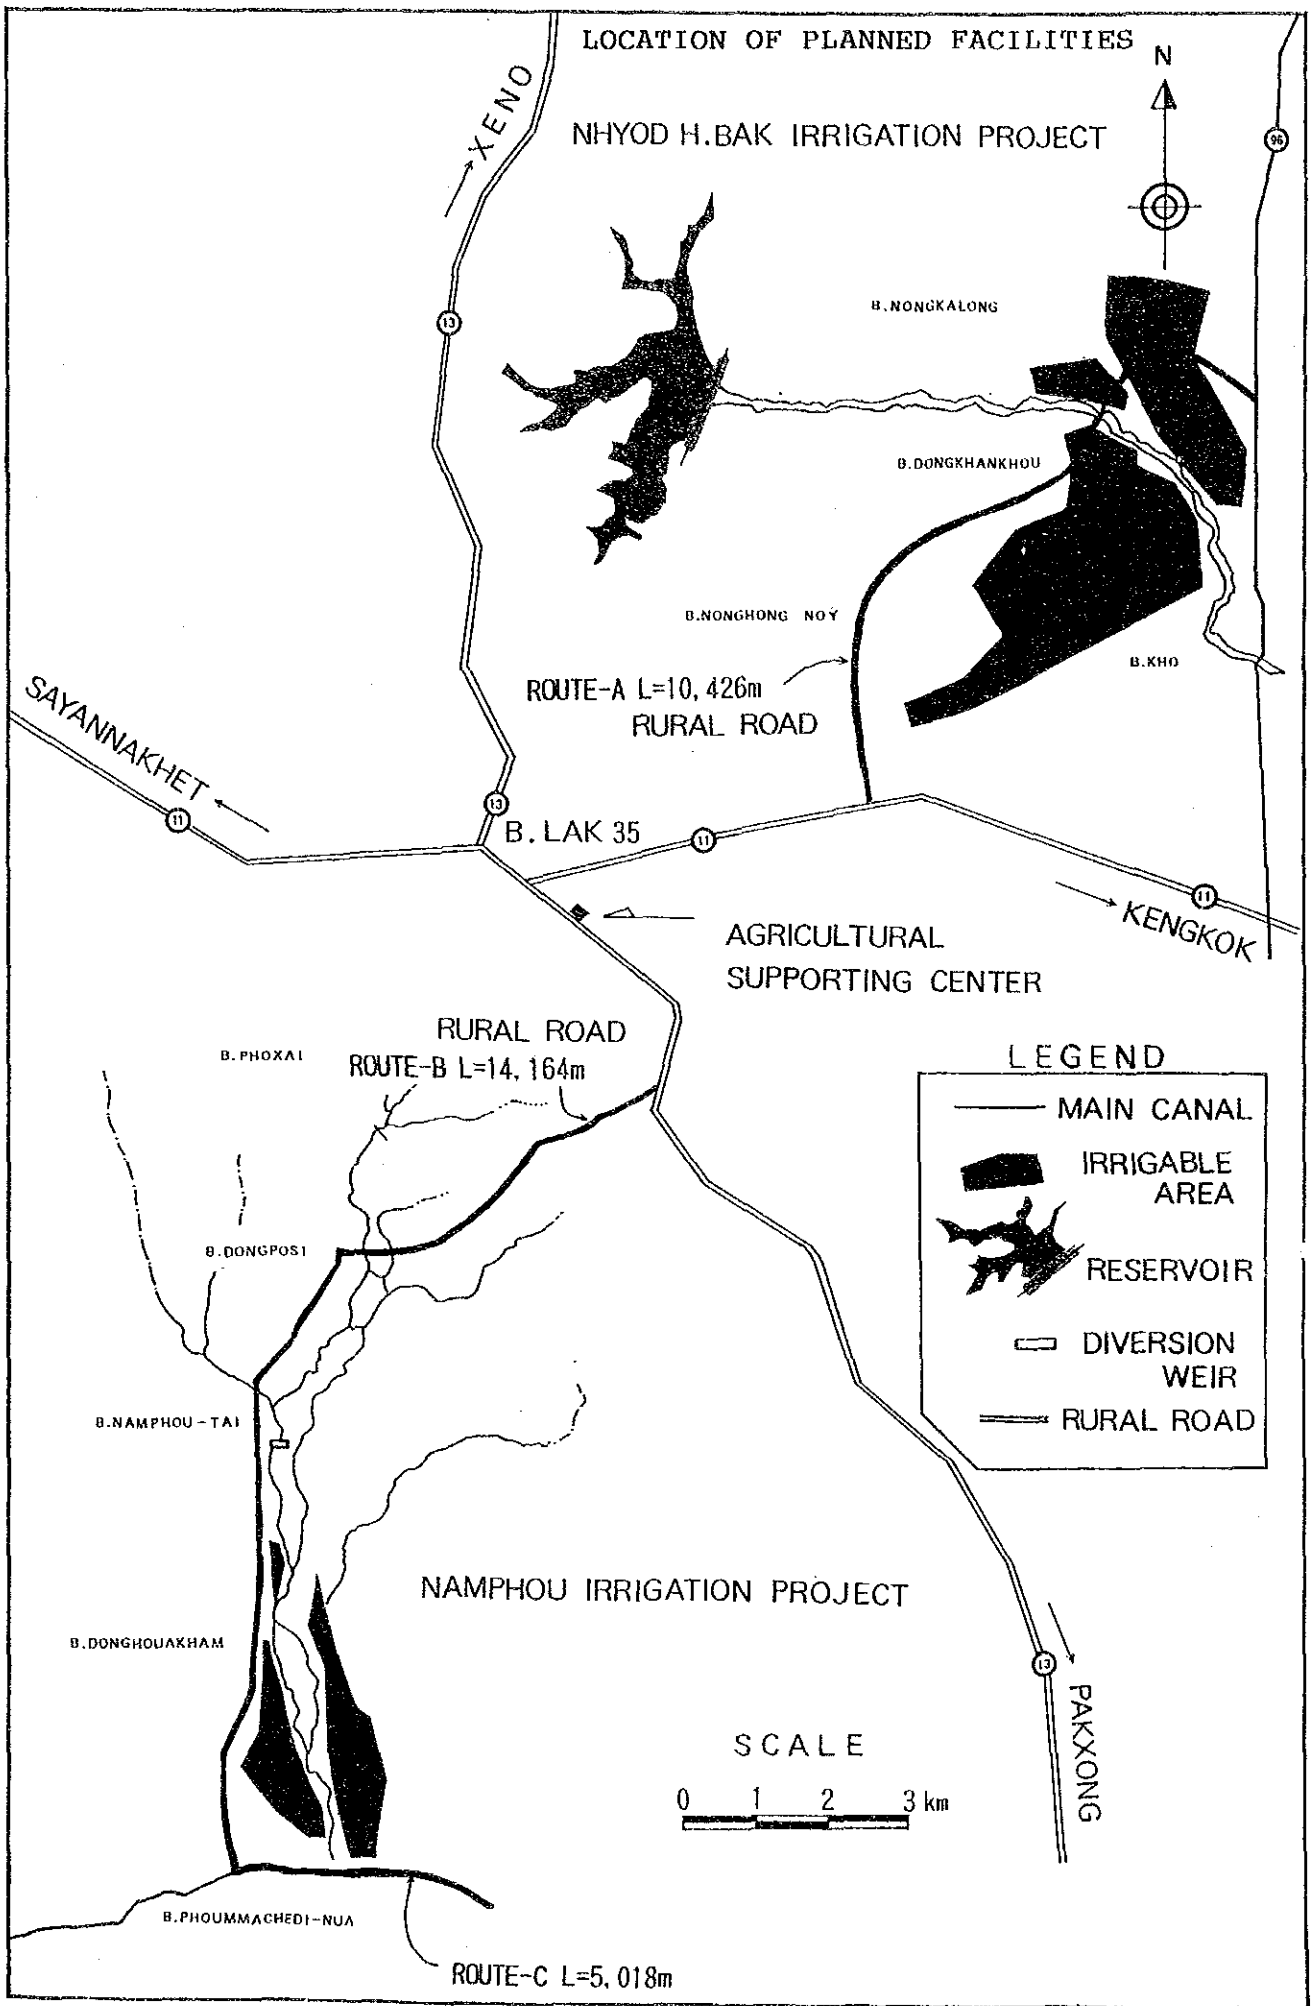 LOCATION OF PLANNED FACILITIES
N
XENO
NHYOD H.BAK IRRIGATION PROJECT
96
B.NONGKALONG
13
B.DONGKHANKHOU
B.NONGHONG NOY
B.KHO
ROUTE-A L=10,426m
RURAL ROAD
SAYANNAKHET
11
13
B. LAK 35
11
11
KENGKOK
AGRICULTURAL
SUPPORTING CENTER
RURAL ROAD
ROUTE-B L=14,164m
B.PHOXAI
LEGEND
MAIN CANAL
IRRIGABLE
AREA
RESERVOIR
DIVERSION
WEIR
RURAL ROAD
B.DONGPOSI
B.NAMPHOU-TAI
NAMPHOU IRRIGATION PROJECT
B.DONGHOUAKHAM
13
PAKXONG
SCALE
0 1 2 3 km
B.PHOUMMACHEDI-NUA
ROUTE-C L=5,018m